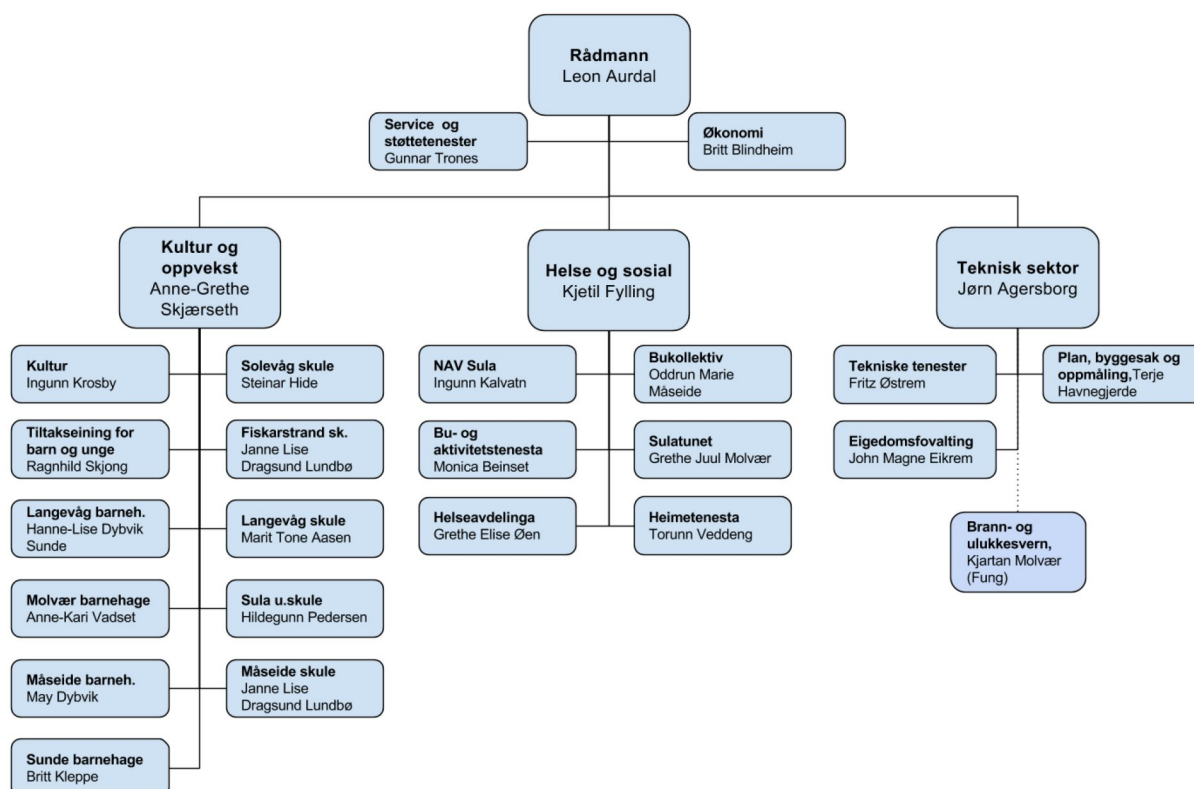 Rådmann
Leon Aurdal
Service og
støttetenester
Gunnar Trones
Økonomi
Britt Blindheim
Kultur og
oppvekst
Anne-Grethe
Skjærseth
Helse og sosial
Kjetil Fylling
Teknisk sektor
Jørn Agersborg
Kultur
Ingunn Krosby
Solevåg skule
Steinar Hide
Tiltakseining for
barn og unge
Ragnhild Skjong
Fiskarstrand sk.
Janne Lise
Dragsund Lundbø
Langevåg barneh.
Hanne-Lise Dybvik
Sunde
Langevåg skule
Marit Tone Aasen
Molvær barnehage
Anne-Kari Vadset
Sula u.skule
Hildegunn Pedersen
Måseide barneh.
May Dybvik
Måseide skule
Janne Lise
Dragsund Lundbø
Sunde barnehage
Britt Kleppe
NAV Sula
Ingunn Kalvatn
Bukollektiv
Oddrun Marie
Måseide
Bu- og
aktivitetstenesta
Monica Beinset
Sulatunet
Grethe Juul Molvær
Helseavdelinga
Grethe Elise Øen
Heimetenesta
Torunn Veddeng
Tekniske tenester
Fritz Østrem
Plan, byggesak og
oppmåling,Terje
Havnegjerde
Eigedomsfovalting
John Magne Eikrem
Brann- og
ulukkesvern,
Kjartan Molvær
(Fung)